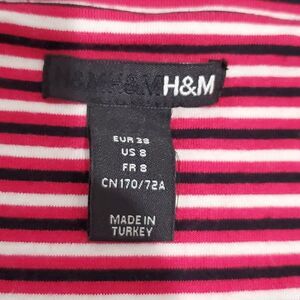 H&M H&M H&M
EUR 38
US 8
FR 8
CN170/72A
MADE IN
TURKEY